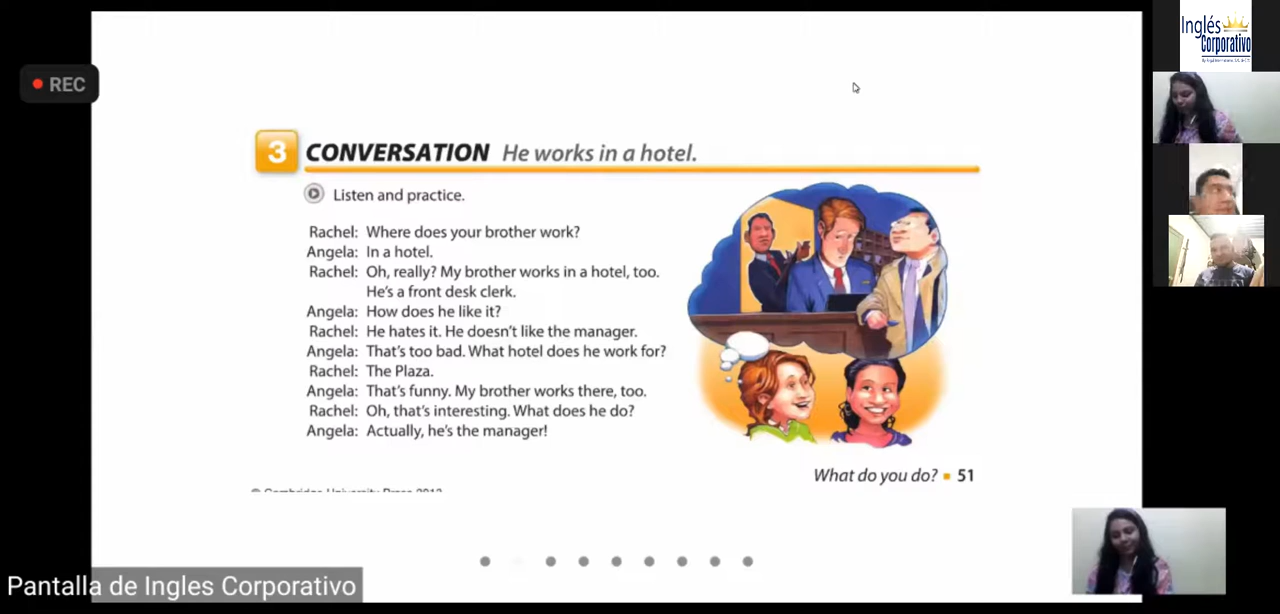 REC
Inglés
Corporativo
3 CONVERSATION He works in a hotel.
Listen and practice.
Rachel: Where does your brother work?
Angela: In a hotel.
Rachel: Oh, really? My brother works in a hotel, too.
He's a front desk clerk.
Angela: How does he like it?
Rachel: He hates it. He doesn't like the manager.
Angela: That's too bad. What hotel does he work for?
Rachel: The Plaza.
Angela: That's funny. My brother works there, too.
Rachel: Oh, that's interesting. What does he do?
Angela: Actually, he's the manager!
What do you do? ▪ 51
© Cambridge University Press 2013
Pantalla de Ingles Corporativo